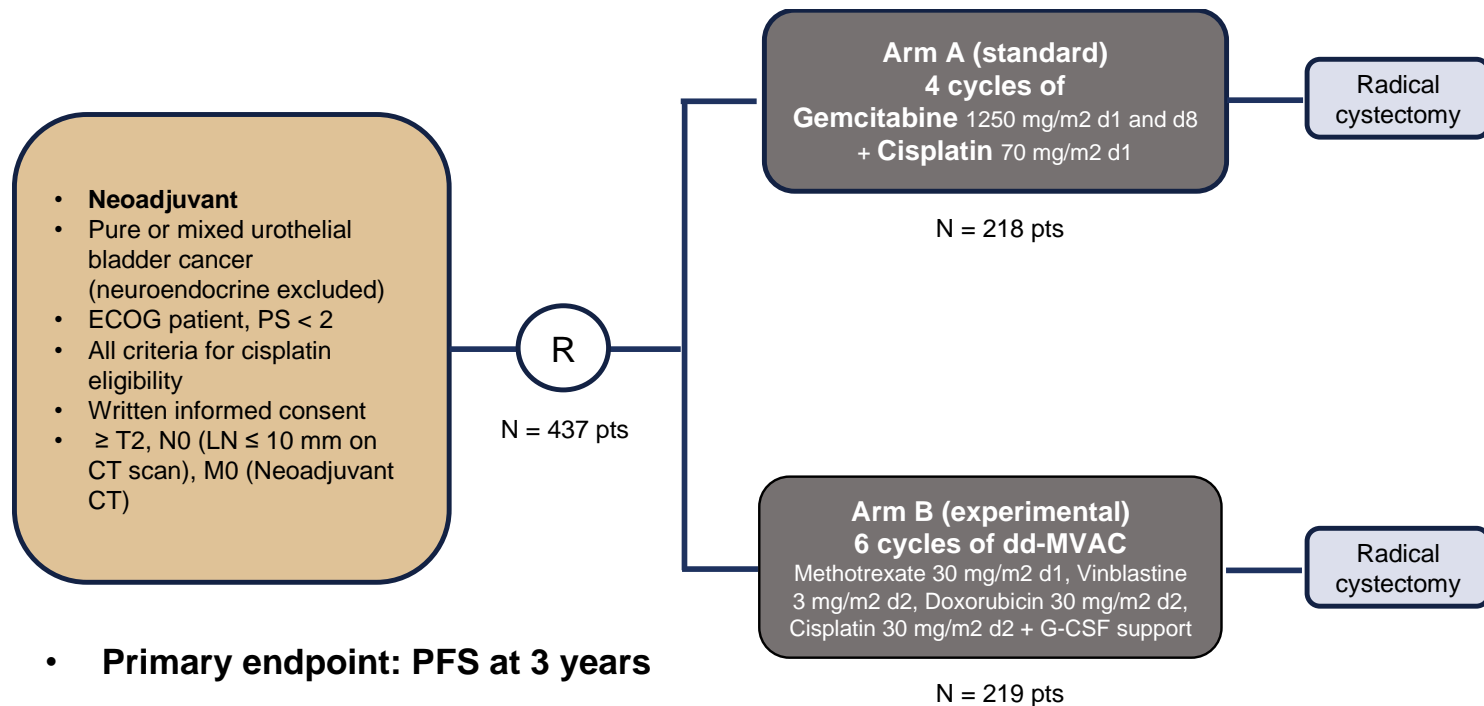 • Neoadjuvant
• Pure or mixed urothelial
bladder cancer
(neuroendocrine excluded)
• ECOG patient, PS < 2
• All criteria for cisplatin
eligibility
• Written informed consent
• ≥ T2, N0 (LN ≤ 10 mm on
CT scan), M0 (Neoadjuvant
CT)
R
N = 437 pts
Arm A (standard)
4 cycles of
Gemcitabine 1250 mg/m2 d1 and d8
+ Cisplatin 70 mg/m2 d1
N = 218 pts
Radical
cystectomy
Arm B (experimental)
6 cycles of dd-MVAC
Methotrexate 30 mg/m2 d1, Vinblastine
3 mg/m2 d2, Doxorubicin 30 mg/m2 d2,
Cisplatin 30 mg/m2 d2 + G-CSF support
N = 219 pts
Radical
cystectomy
• Primary endpoint: PFS at 3 years